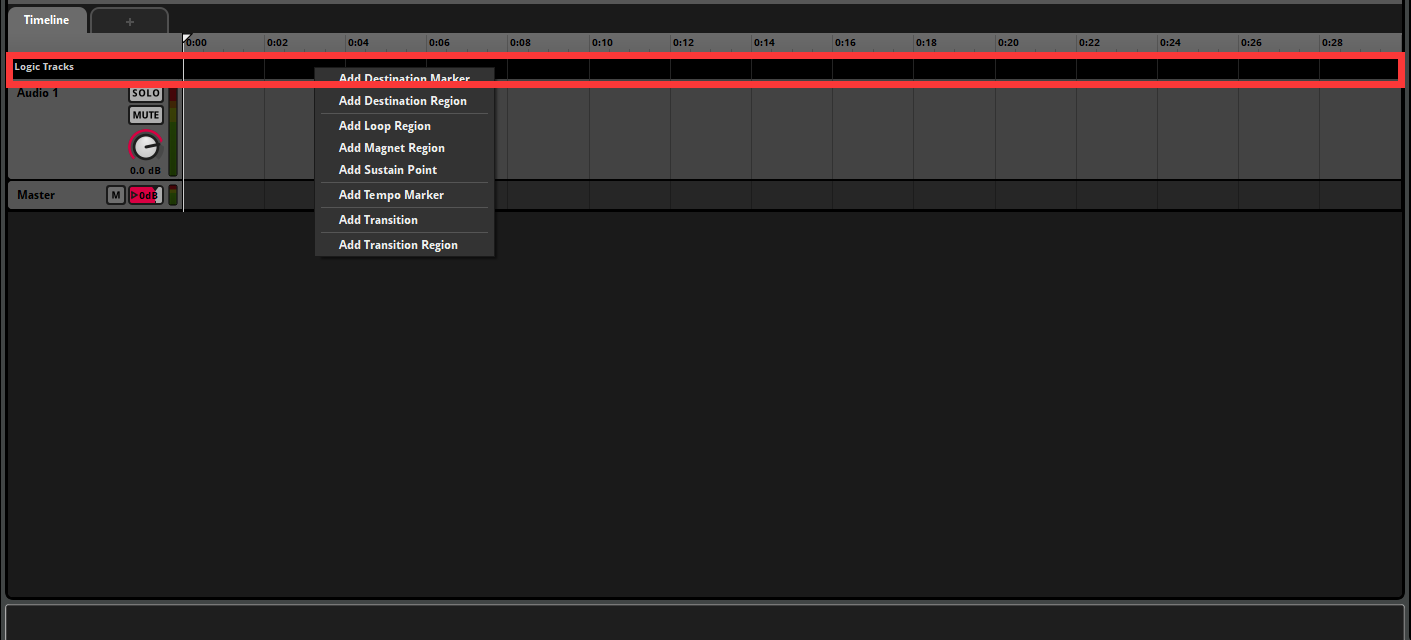 Timeline +
0:00 0:02 0:04 0:06 0:08 0:10 0:12 0:14 0:16 0:18 0:20 0:22 0:24 0:26 0:28
Logic Tracks
Add Destination Marker
Audio 1 SOLO
Add Destination Region
MUTE
Add Loop Region
Add Magnet Region
0.0 dB
Add Sustain Point
Master M 0dB
Add Tempo Marker
Add Transition
Add Transition Region